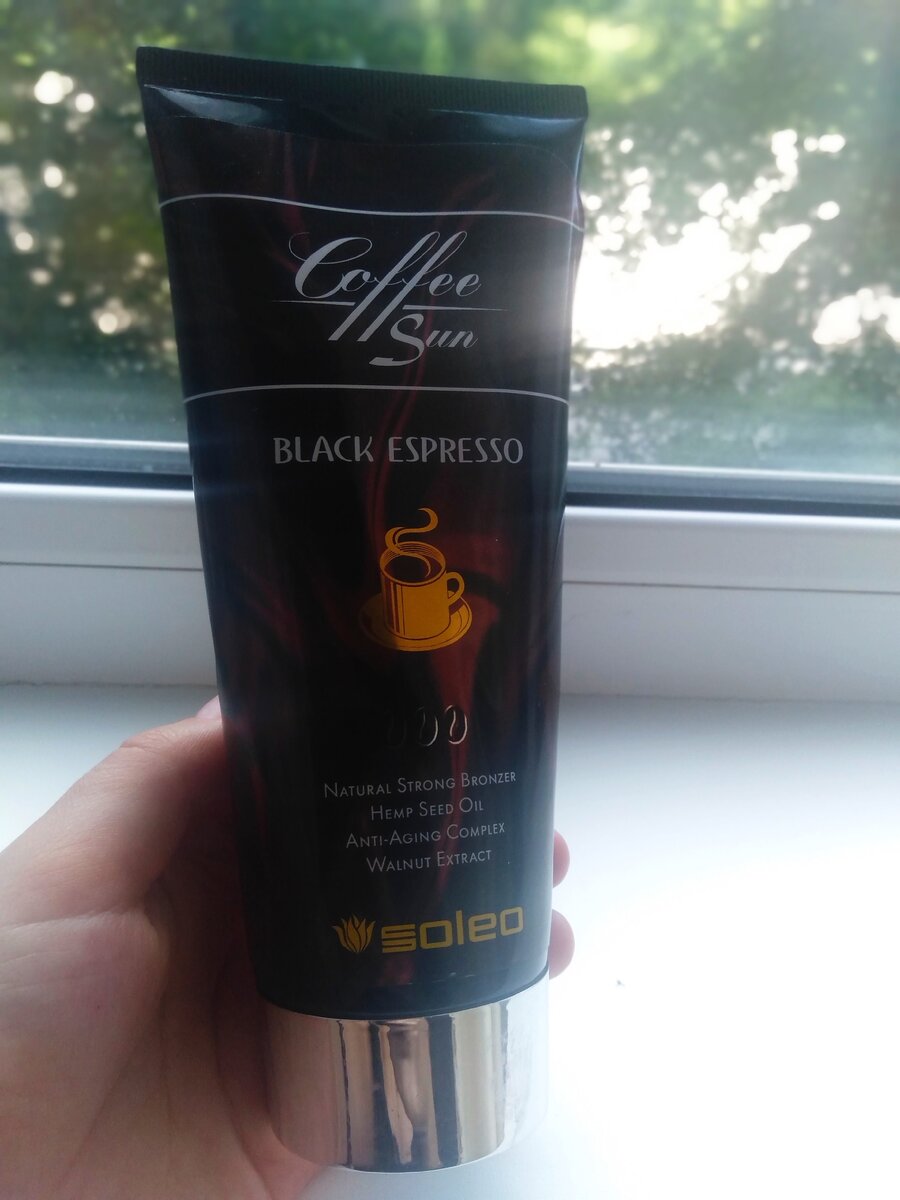 Coffee
Sun
BLACK ESPRESSO
NATURAL STRONG BRONZER
HEMP SEED OIL
ANTI-AGING COMPLEX
WALNUT EXTRACT
soleo